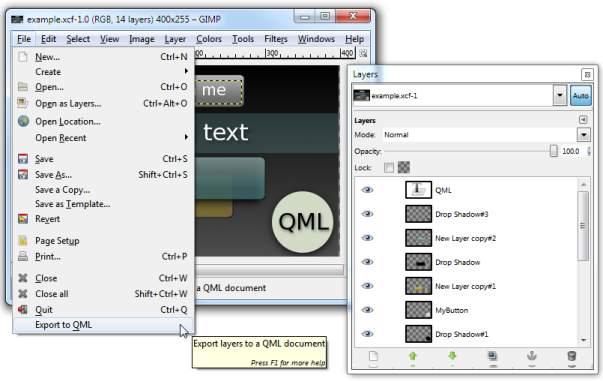 example.xcf-1.0 (RGB, 14 layers) 400x255 – GIMP
File Edit Select View Image Layer Colors Tools Filters Windows Help
New... Ctrl+N
Create
Open... Ctrl+O
Open as Layers... Ctrl+Alt+O
Open Location...
Open Recent
Save Ctrl+S
Save As... Shift+Ctrl+S
Save a Copy...
Save as Template...
Revert
Page Setup
Print... Ctrl+P
Close Ctrl+W
Close all Shift+Ctrl+W
Quit Ctrl+Q
Export to QML
300 400
me
text
QML
a QML document
Export layers to a QML document
Press F1 for more help
Layers
example.xcf-1 Auto
Layers
Mode: Normal
Opacity: 100.0
Lock:
QML
Drop Shadow#3
New Layer copy#2
Drop Shadow
New Layer copy#1
MyButton
Drop Shadow#1